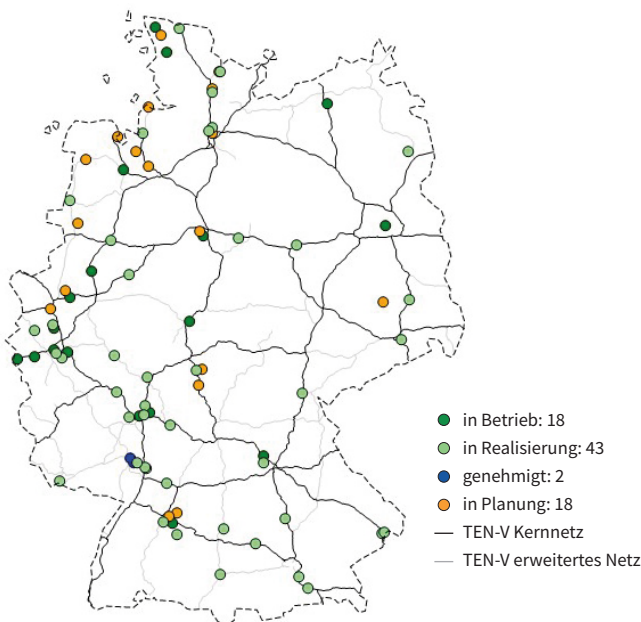 in Betrieb: 18
in Realisierung: 43
genehmigt: 2
in Planung: 18
TEN-V Kernnetz
TEN-V erweitertes Netz